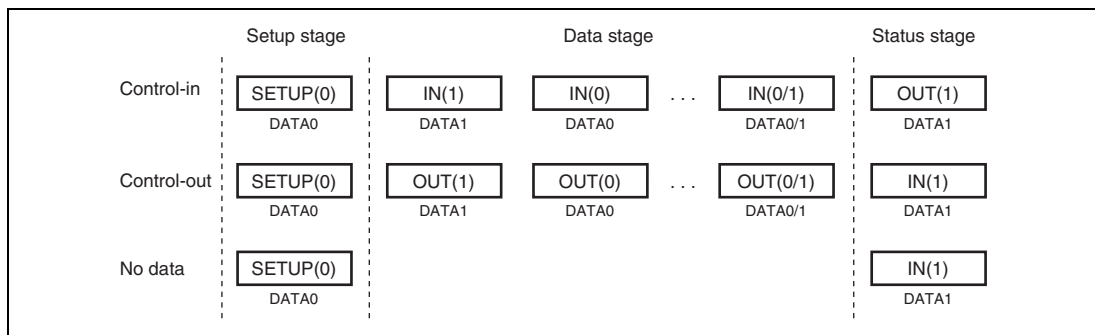 Setup stage Data stage Status stage
Control-in SETUP(0) IN(1) IN(0) . . . IN(0/1) OUT(1)
DATA0 DATA1 DATA0 DATA0/1 DATA1
Control-out SETUP(0) OUT(1) OUT(0) . . . OUT(0/1) IN(1)
DATA0 DATA1 DATA0 DATA0/1 DATA1
No data SETUP(0) IN(1)
DATA0 DATA1